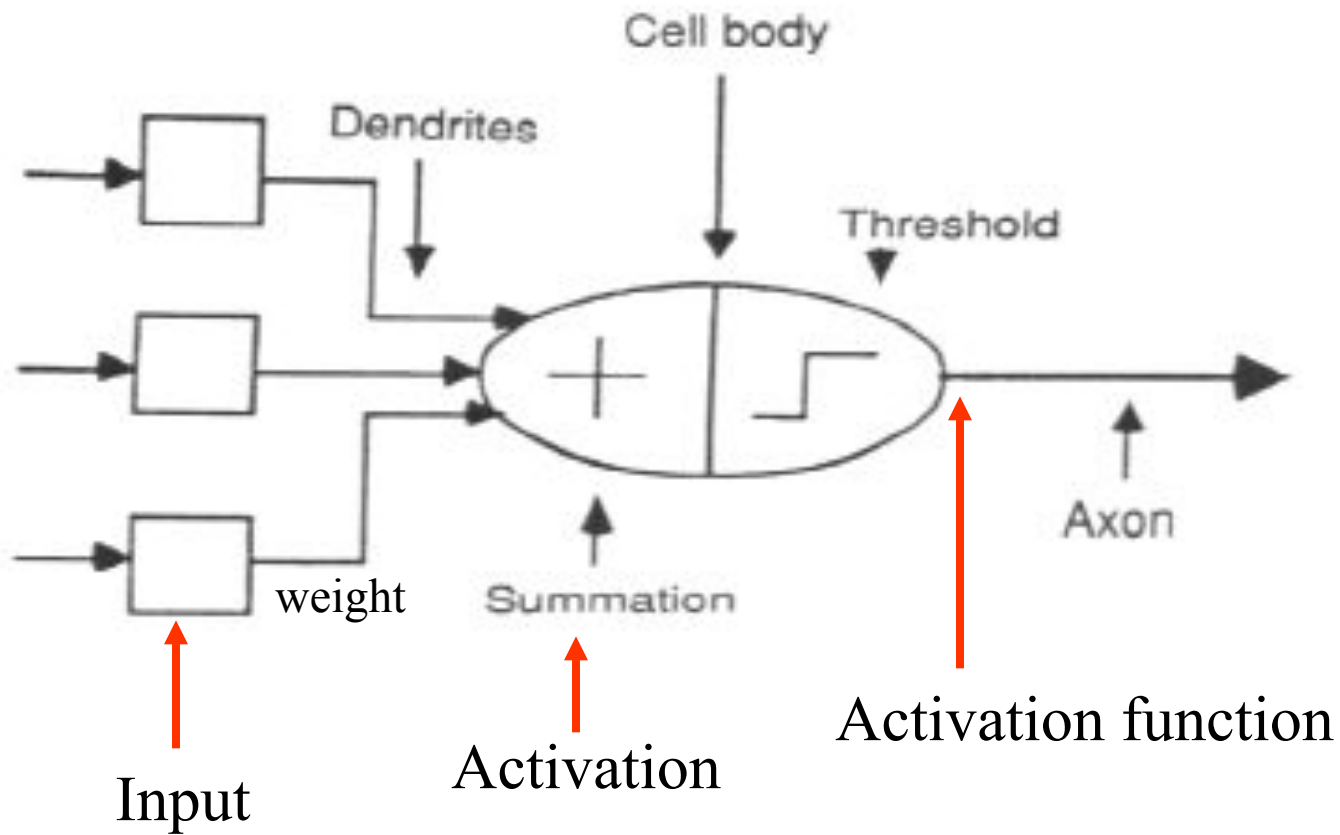 Cell body
Dendrites
Threshold
Axon
weight
Summation
Activation function
Activation
Input